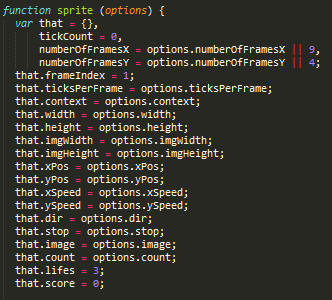 function sprite (options) {
  var that = {},
      tickCount = 0,
      numberOfFramesX = options.numberOfFramesX || 9,
      numberOfFramesY = options.numberOfFramesY || 4;
  that.frameIndex = 1;
  that.ticksPerFrame = options.ticksPerFrame;
  that.context = options.context;
  that.width = options.width;
  that.height = options.height;
  that.imgWidth = options.imgWidth;
  that.imgHeight = options.imgHeight;
  that.xPos = options.xPos;
  that.yPos = options.yPos;
  that.xSpeed = options.xSpeed;
  that.ySpeed = options.ySpeed;
  that.dir = options.dir;
  that.stop = options.stop;
  that.image = options.image;
  that.count = options.count;
  that.lifes = 3;
  that.score = 0;